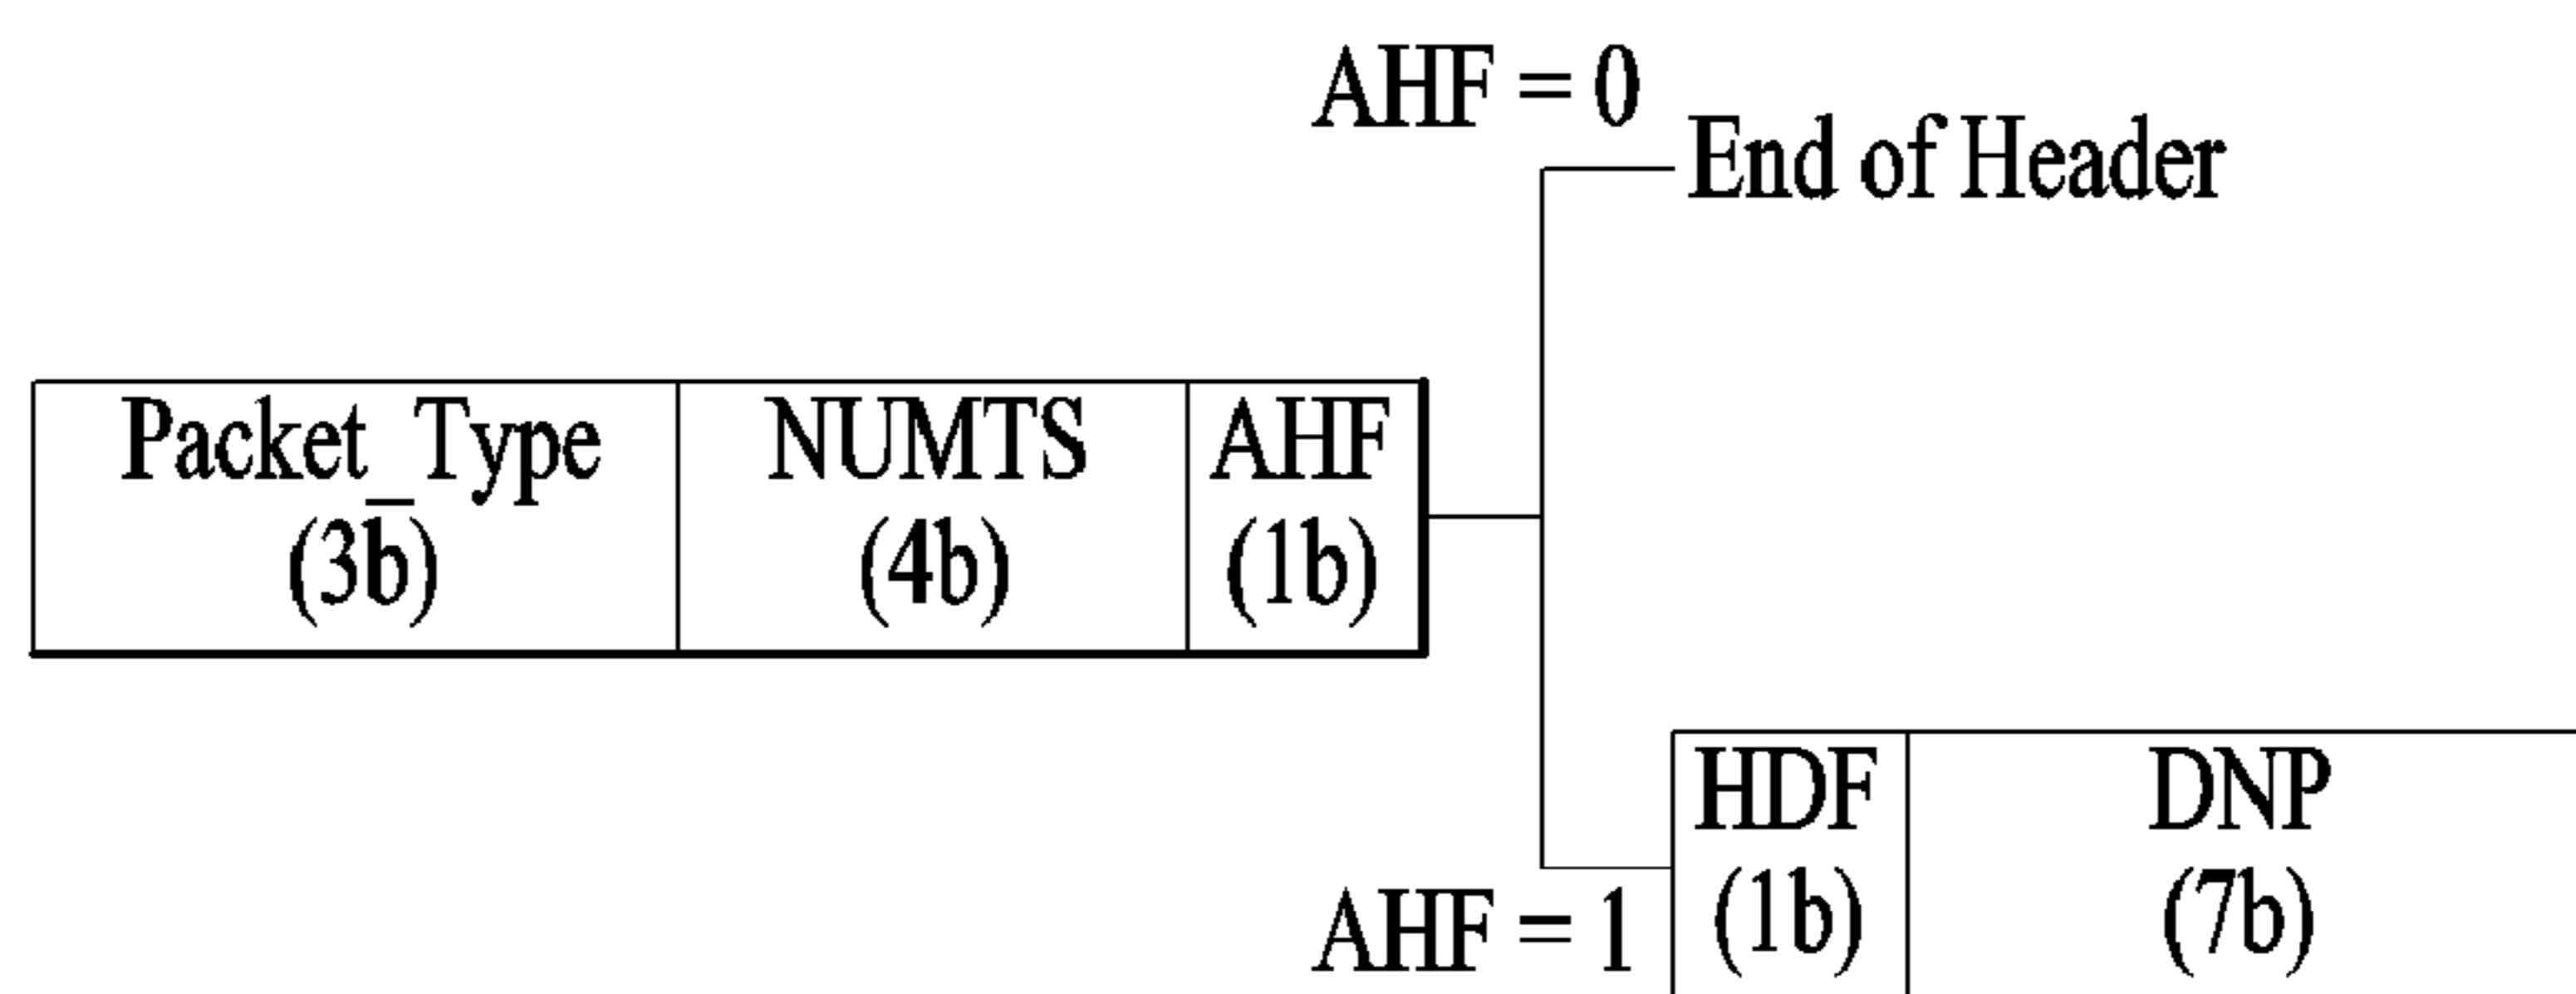 AHF = 0
End of Header
Packet_Type NUMTS AHF
(3b) (4b) (1b)
HDF DNP
(1b) (7b)
AHF = 1